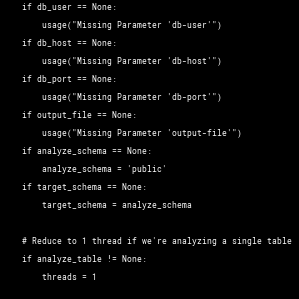 if db_user == None:
usage("Missing Parameter 'db-user'")
if db_host == None:
usage("Missing Parameter 'db-host'")
if db_port == None:
usage("Missing Parameter 'db-port'")
if output_file == None:
usage("Missing Parameter 'output-file'")
if analyze_schema == None:
analyze_schema = 'public'
if target_schema == None:
target_schema = analyze_schema
# Reduce to 1 thread if we're analyzing a single table
if analyze_table != None:
threads = 1